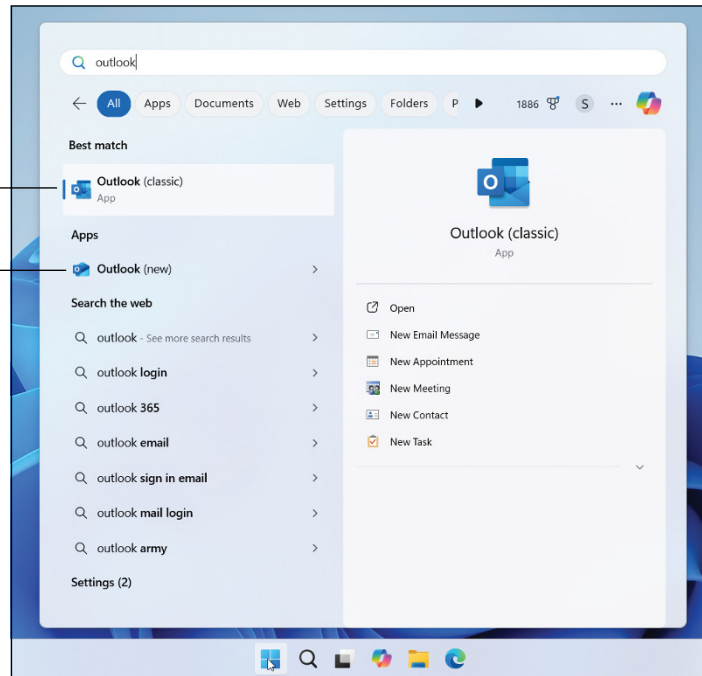 outlook
All Apps Documents Web Settings Folders P 1886 S ...
Best match
Outlook (classic)
App
Apps
Outlook (new)
Search the web
outlook - See more search results
outlook login
outlook 365
outlook email
outlook sign in email
outlook mail login
outlook army
Settings (2)
O
Outlook (classic)
App
Open
New Email Message
New Appointment
New Meeting
New Contact
New Task